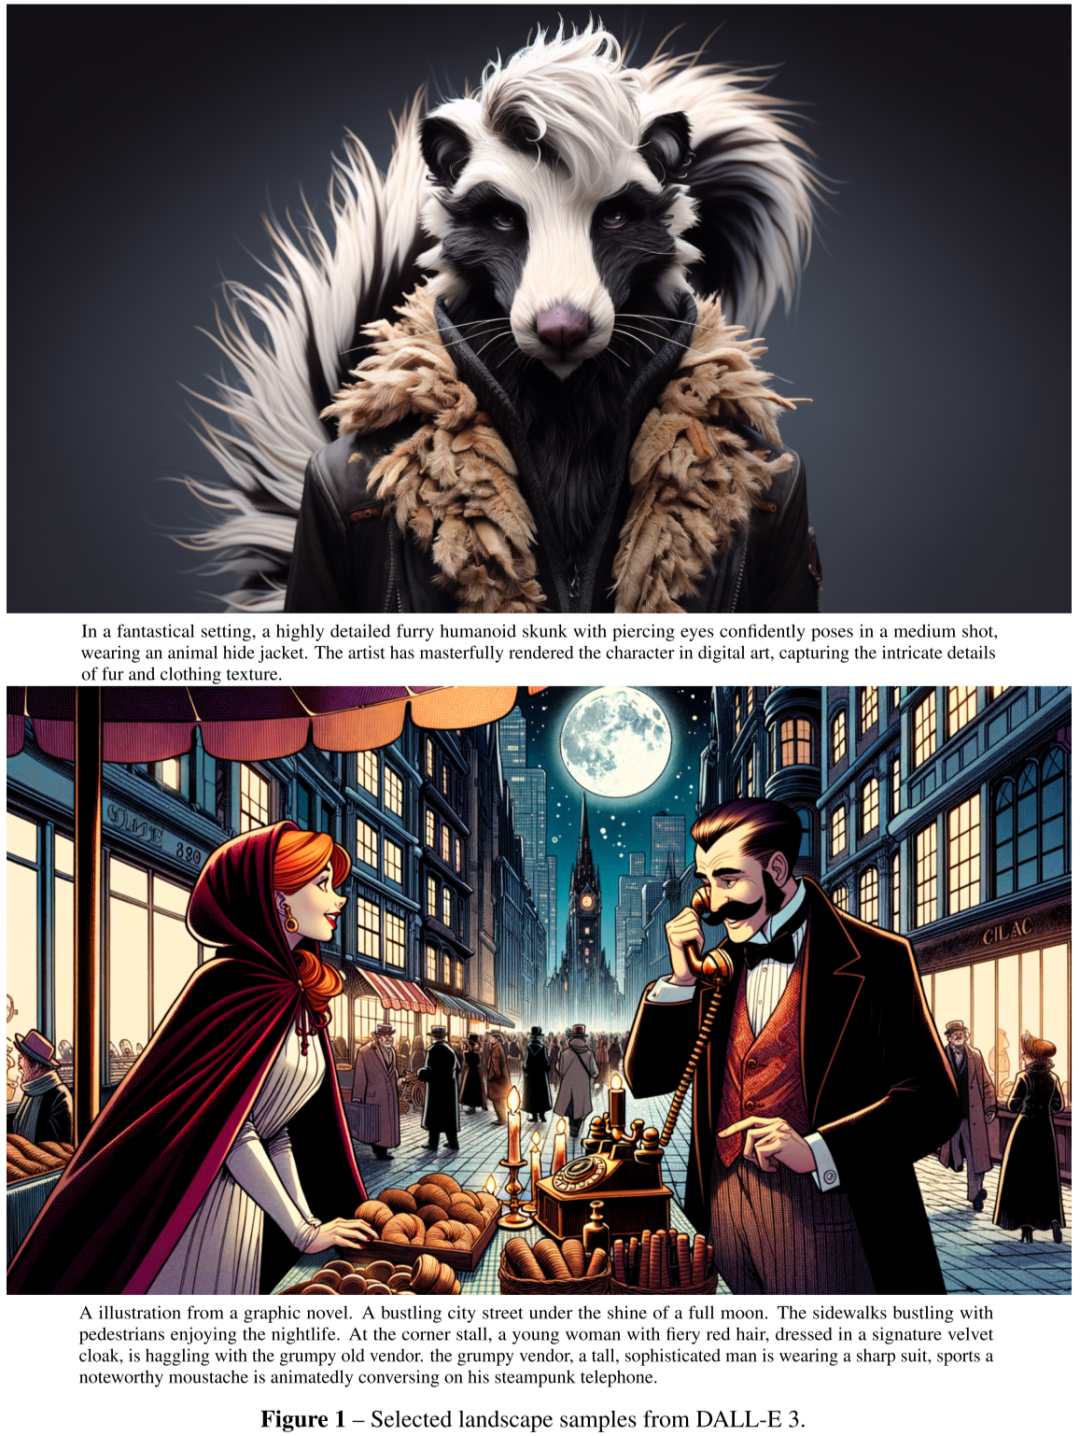 In a fantastical setting, a highly detailed furry humanoid skunk with piercing eyes confidently poses in a medium shot,
wearing an animal hide jacket. The artist has masterfully rendered the character in digital art, capturing the intricate details
of fur and clothing texture.
CILAC
A illustration from a graphic novel. A bustling city street under the shine of a full moon. The sidewalks bustling with
pedestrians enjoying the nightlife. At the corner stall, a young woman with fiery red hair, dressed in a signature velvet
cloak, is haggling with the grumpy old vendor. the grumpy vendor, a tall, sophisticated man is wearing a sharp suit, sports a
noteworthy moustache is animatedly conversing on his steampunk telephone.
Figure 1 – Selected landscape samples from DALL-E 3.